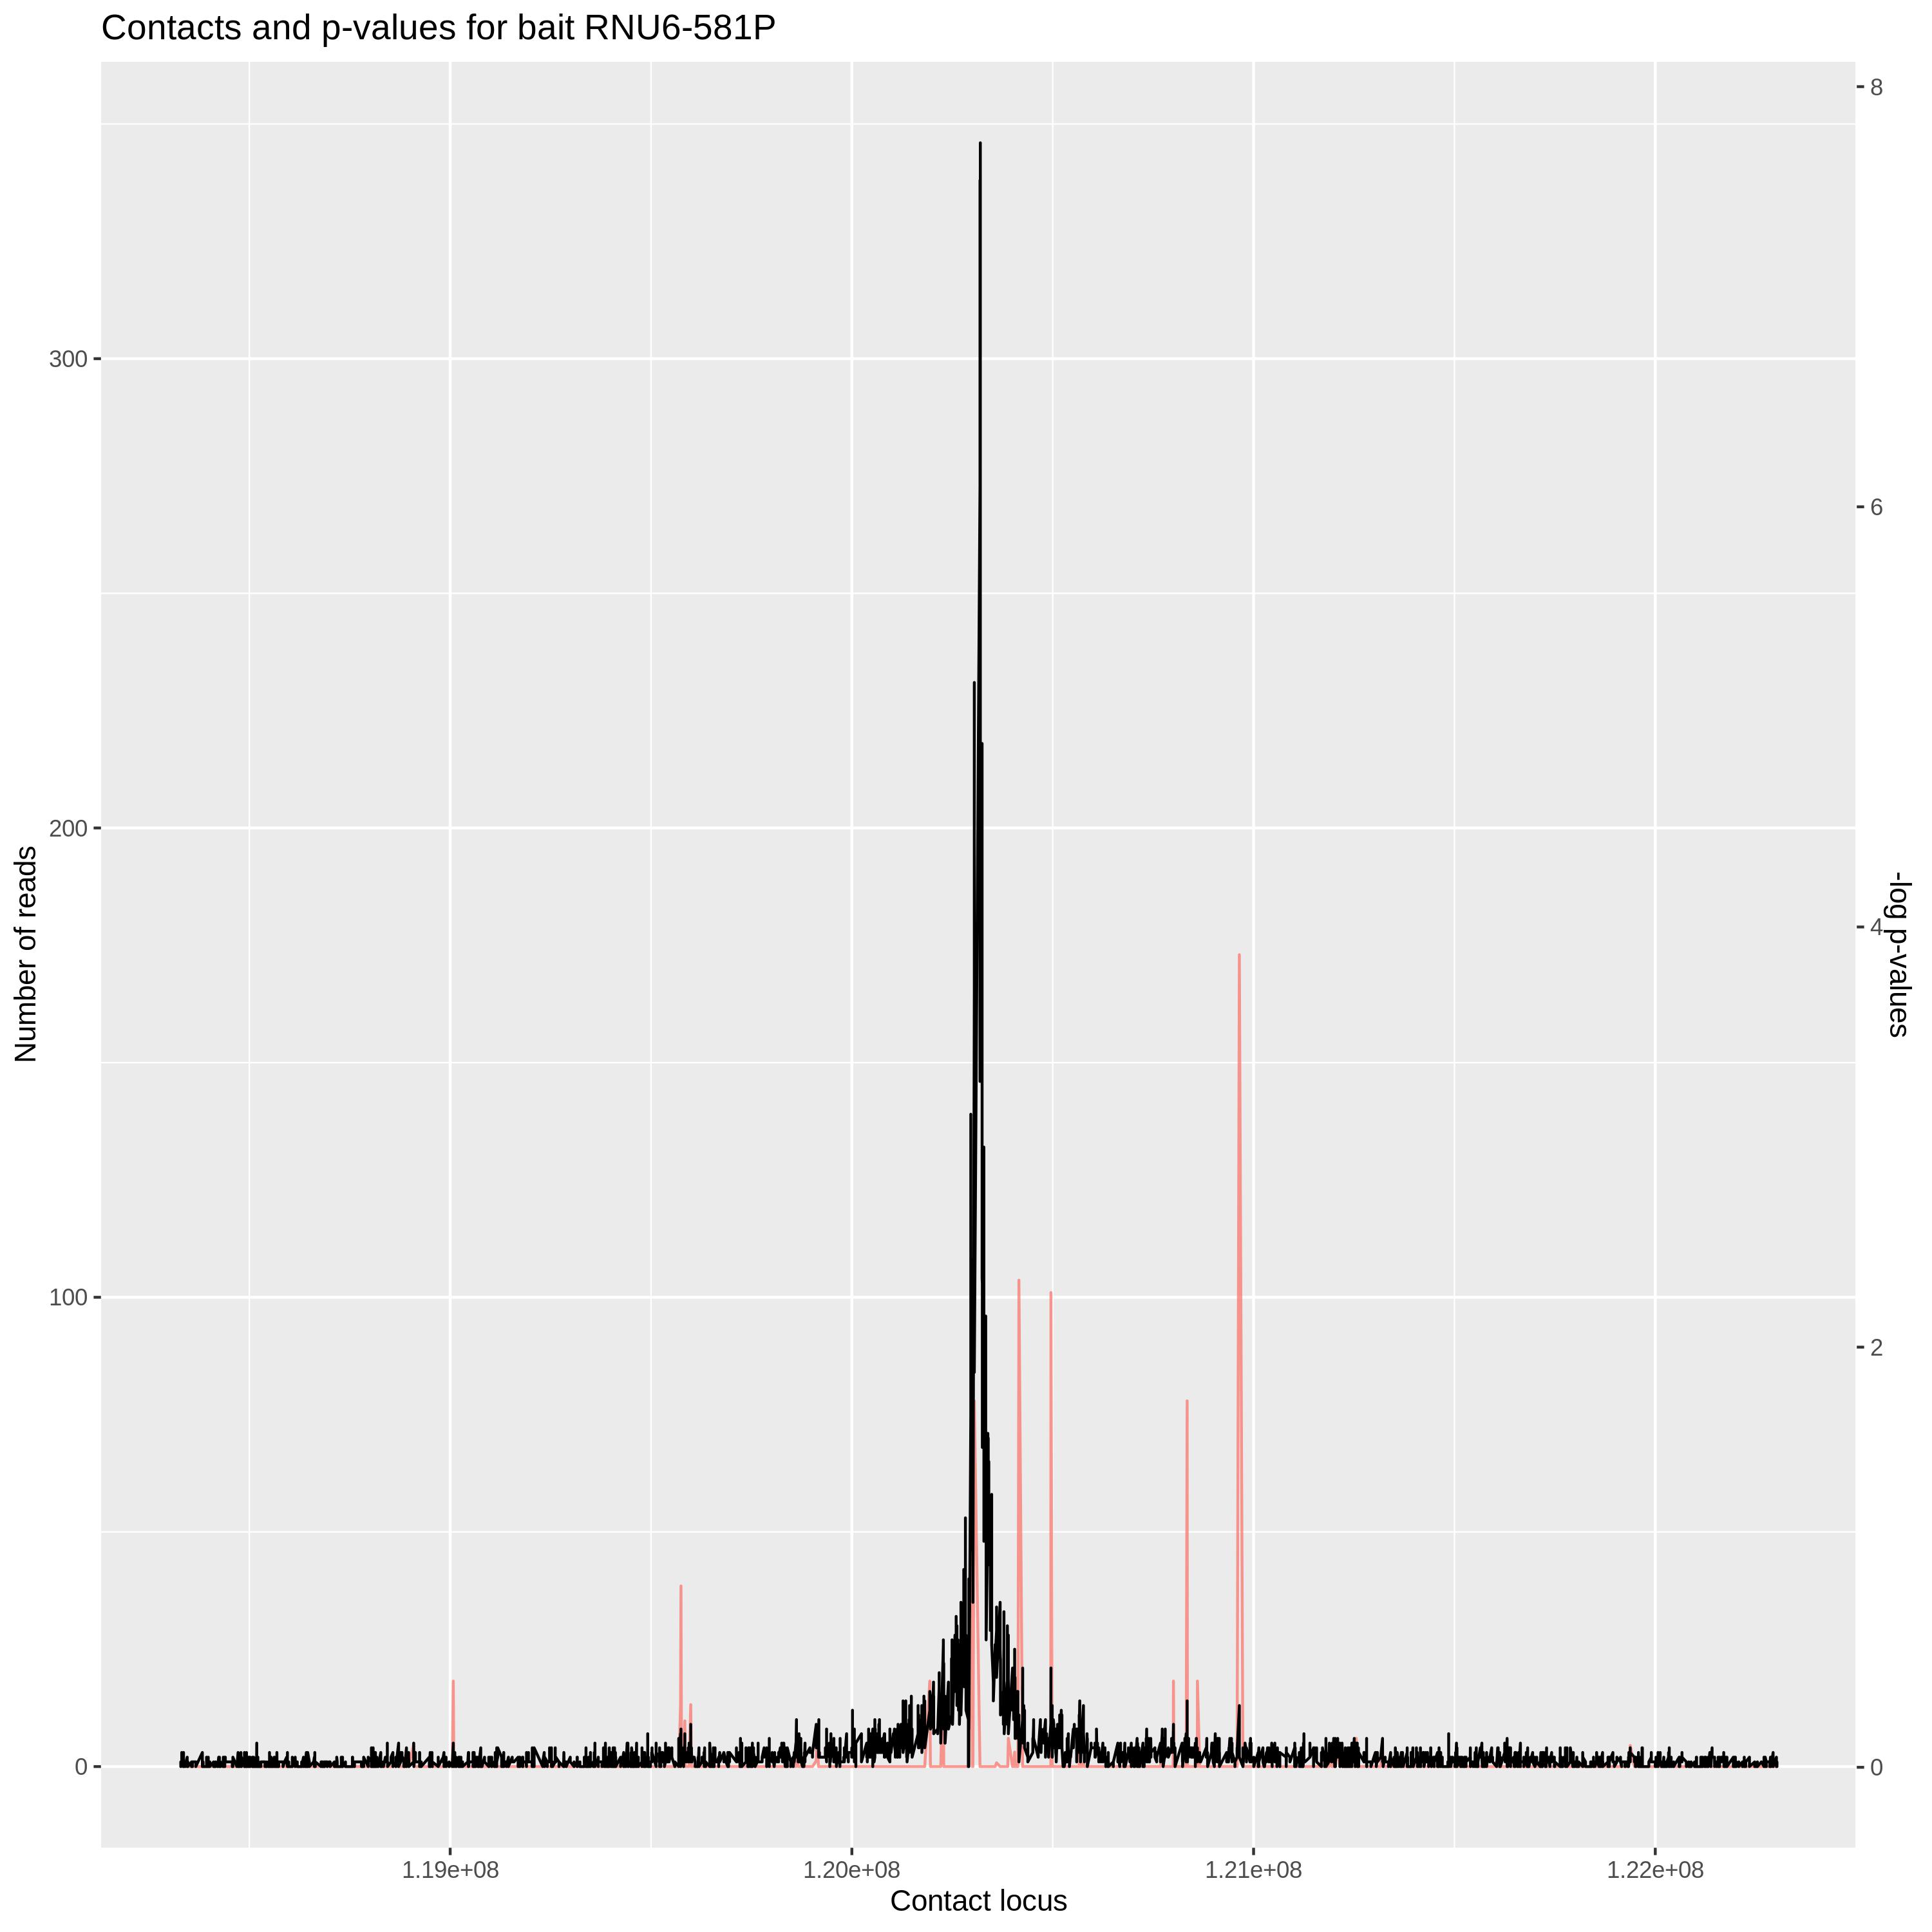 Contacts and p-values for bait RNU6-581P
8
300
6
200
Number of reads
-log p-values
4
100
2
0
0
1.19e+08
1.20e+08
1.21e+08
1.22e+08
Contact locus